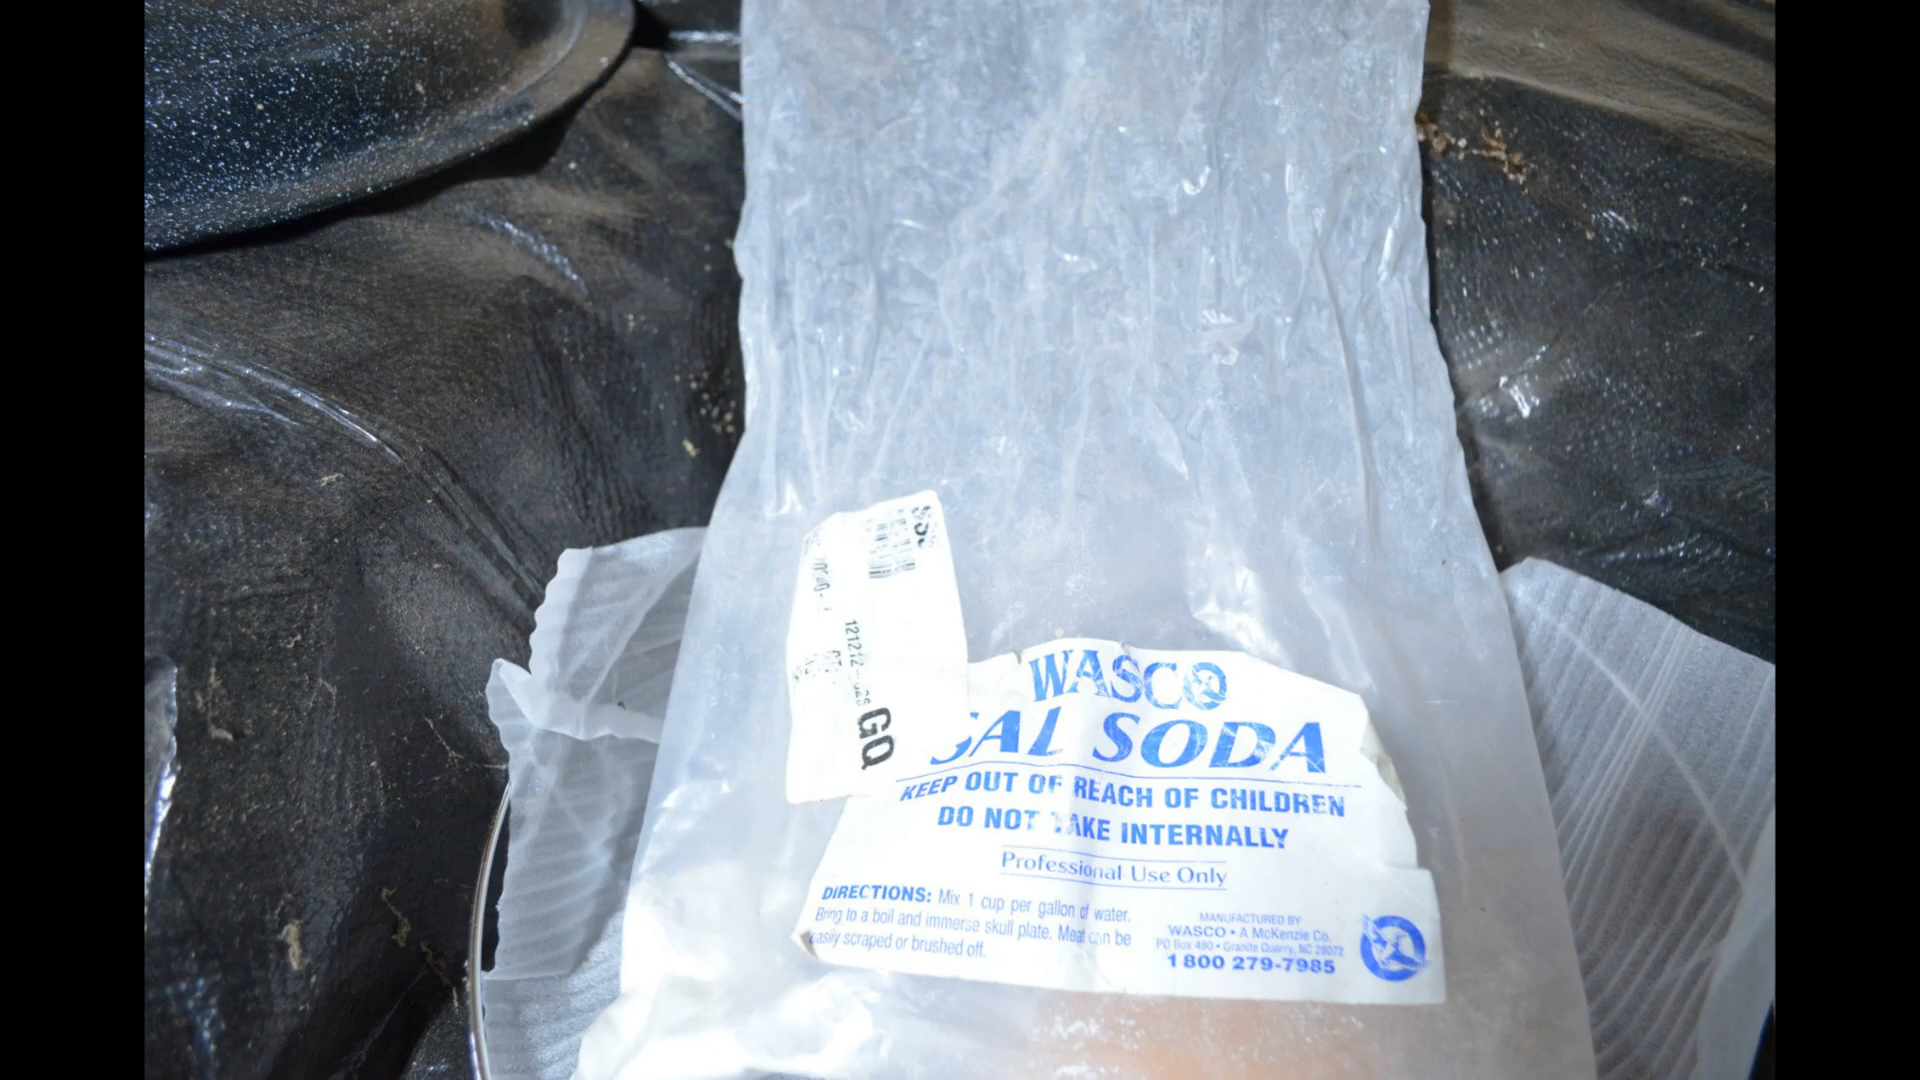 GQ
WASCO
SAL SODA
KEEP OUT OF REACH OF CHILDREN
DO NOT TAKE INTERNALLY
Professional Use Only
DIRECTIONS: Mix 1 cup per gallon of water.
Bring to a boil and immerse skull plate. Meat can be
easily scraped or brushed off.
MANUFACTURED BY
WASCO • A McKenzie Co.
PO Box 480 • Granite Quarry, NC 28072
1 800 279-7985